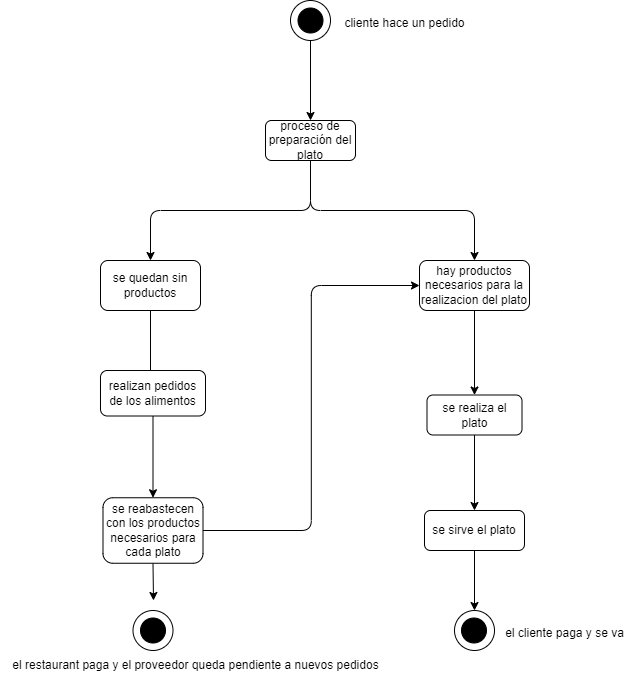 cliente hace un pedido
proceso de
preparación del
plato
se quedan sin
productos
hay productos
necesarios para la
realizacion del plato
realizan pedidos
de los alimentos
se realiza el
plato
se reabastecen
con los productos
necesarios para
cada plato
se sirve el plato
el cliente paga y se va
el restaurant paga y el proveedor queda pendiente a nuevos pedidos